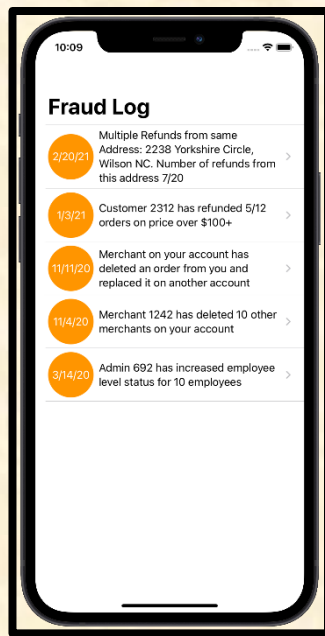 10:09
Fraud Log
2/20/21
Multiple Refunds from same
Address: 2238 Yorkshire Circle,
Wilson NC. Number of refunds from
this address 7/20
1/3/21
Customer 2312 has refunded 5/12
orders on price over $100+
11/11/20
Merchant on your account has
deleted an order from you and
replaced it on another account
11/4/20
Merchant 1242 has deleted 10 other
merchants on your account
3/14/20
Admin 692 has increased employee
level status for 10 employees